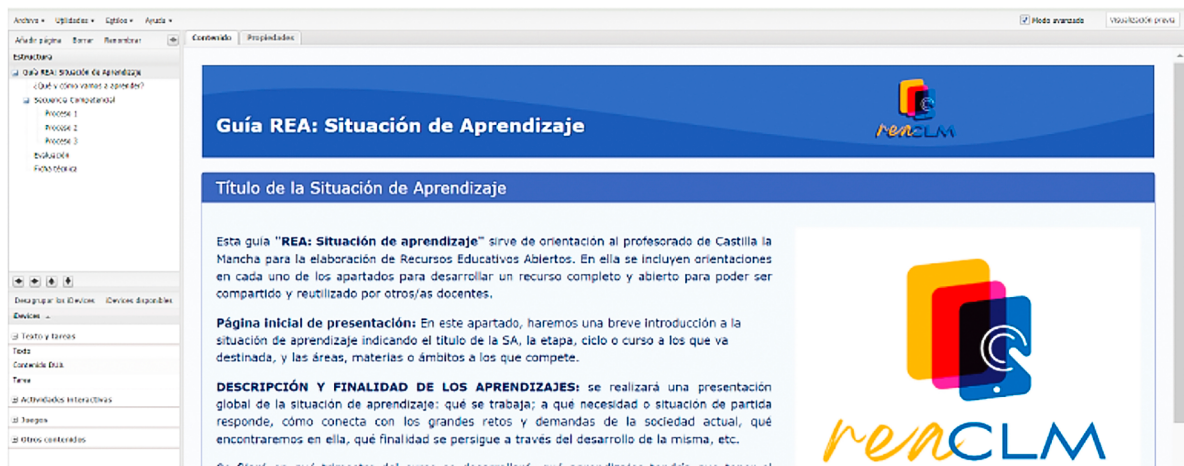 Archivo Utilidades Estilos Ayuda
Modo avanzado
Visualización previa
Añadir página Borrar Renombrar
Contenido Propiedades
Estructura
Guía REA: Situación de Aprendizaje
¿Qué y cómo vamos a aprender?
Secuencia Competencial
Proceso 1
Proceso 2
Proceso 3
Evaluación
Ficha técnica
Desagrupar los iDevices iDevices disponibles
iDevices
Texto y tareas
Texto
Contenido DUA
Tarea
Actividades interactivas
Juegos
Otros contenidos
Guía REA: Situación de Aprendizaje
reaCLM
Título de la Situación de Aprendizaje
Esta guía "REA: Situación de aprendizaje" sirve de orientación al profesorado de Castilla la
Mancha para la elaboración de Recursos Educativos Abiertos. En ella se incluyen orientaciones
en cada uno de los apartados para desarrollar un recurso completo y abierto para poder ser
compartido y reutilizado por otros/as docentes.
Página inicial de presentación: En este apartado, haremos una breve introducción a la
situación de aprendizaje indicando el título de la SA, la etapa, ciclo o curso a los que va
destinada, y las áreas, materias o ámbitos a los que compete.
DESCRIPCIÓN Y FINALIDAD DE LOS APRENDIZAJES: se realizará una presentación
global de la situación de aprendizaje: qué se trabaja; a qué necesidad o situación de partida
responde, cómo conecta con los grandes retos y demandas de la sociedad actual, qué
encontraremos en ella, qué finalidad se persigue a través del desarrollo de la misma, etc.
reaCLM